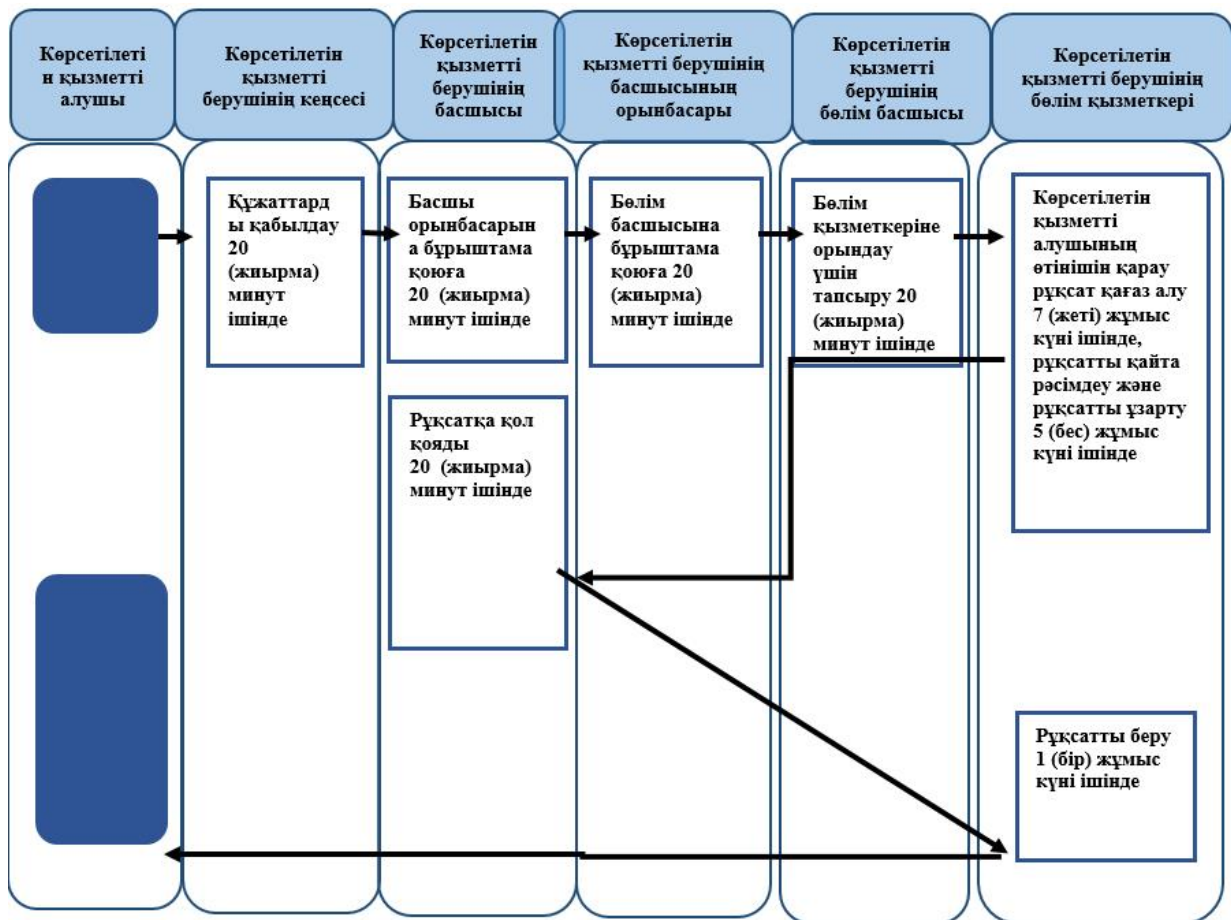 Көрсетілеті
н қызметті
алушы
Көрсетілетін
қызметті
берушінің кеңсесі
Көрсетілетін
қызметті
берушінің
басшысы
Көрсетілетін
қызметті берушінің
басшысының
орынбасары
Көрсетілетін
қызметті
берушінің
бөлім басшысы
Көрсетілетін
қызметті берушінің
бөлім қызметкері
Құжаттард
ы қабылдау
20
(жиырма)
минут
ішінде
Басшы
орынбасарын
а бұрыштама
қоюға
20 (жиырма)
минут ішінде
Бөлім
басшысына
бұрыштама
қоюға 20
(жиырма)
минут ішінде
Бөлім
қызметкеріне
орындау
үшін
тапсыру 20
(жиырма)
минут ішінде
Көрсетілетін
қызметті
алушының
өтінішін қарау
рұқсат қағаз алу
7 (жеті) жұмыс
күні ішінде,
рұқсатты қайта
рәсімдеу және
рұқсатты ұзарту
5 (бес) жұмыс
күні ішінде
Рұқсатқа қол
қояды
20 (жиырма)
минут ішінде
Рұқсатты беру
1 (бір) жұмыс
күні ішінде